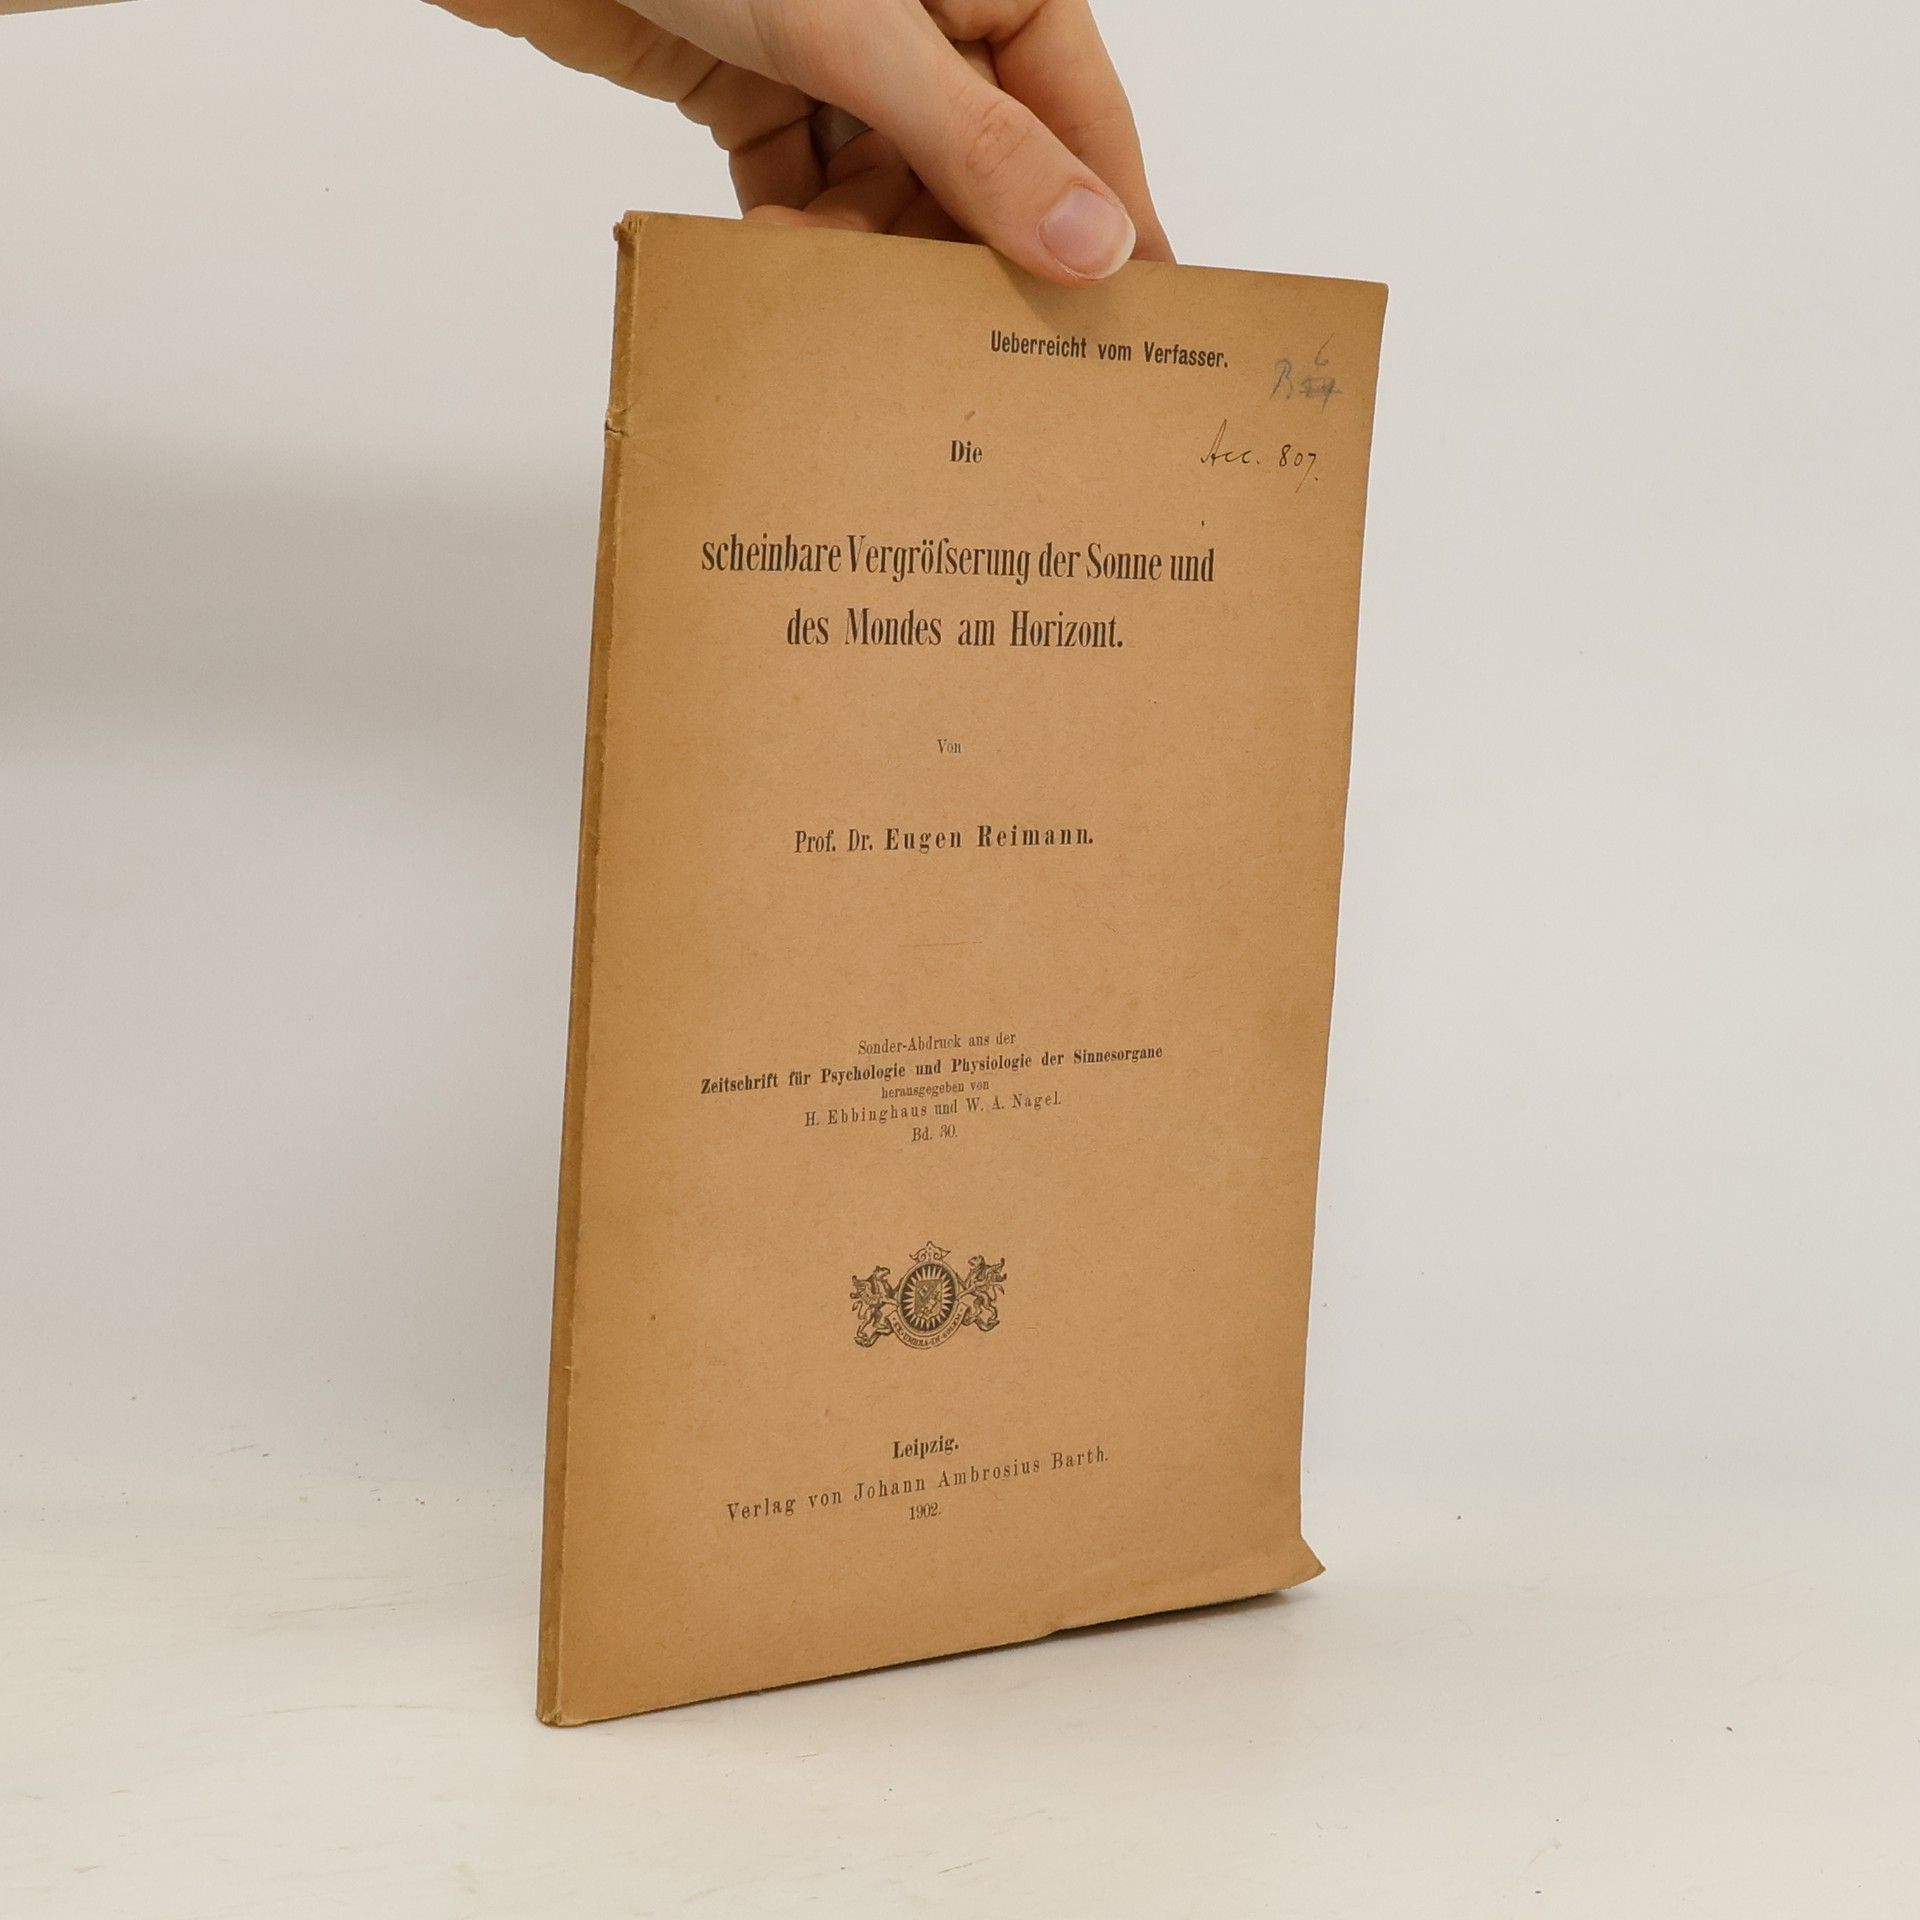 Ueberreicht vom Verfasser.
B 6
Acc. 807.
Die
scheinbare Vergröſserung der Sonne und
des Mondes am Horizont.
Von
Prof. Dr. Eugen Reimann.
Sonder-Abdruck aus der
Zeitschrift für Psychologie und Physiologie der Sinnesorgane
herausgegeben von
H. Ebbinghaus und W. A. Nagel.
Bd. 30.
Leipzig.
Verlag von Johann Ambrosius Barth.
1902.